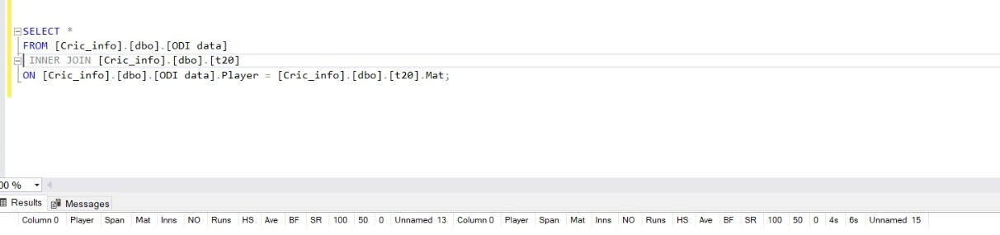 SELECT *
FROM [Cric_info].[dbo].[ODI data]
INNER JOIN [Cric_info].[dbo].[t20]
ON [Cric_info].[dbo].[ODI data].Player = [Cric_info].[dbo].[t20].Mat;
00 %
Results Messages
Column 0 Player Span Mat Inns NO Runs HS Ave BF SR 100 50 0 Unnamed 13 Column 0 Player Span Mat Inns NO Runs HS Ave BF SR 100 50 0 4s 6s Unnamed 15